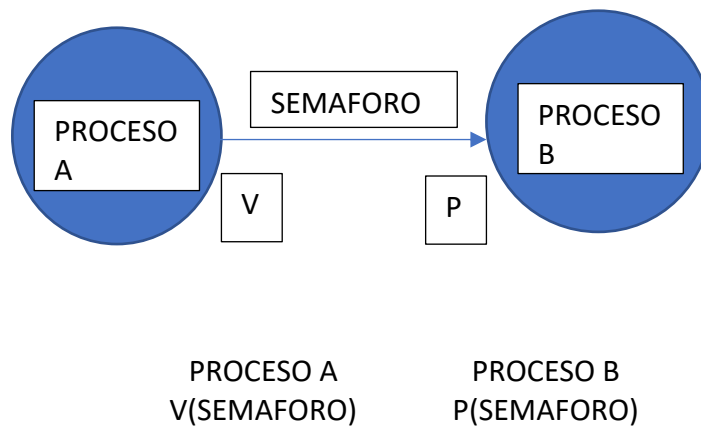 SEMAFORO
PROCESO
A
PROCESO
B
V
P
PROCESO A
V(SEMAFORO)
PROCESO B
P(SEMAFORO)